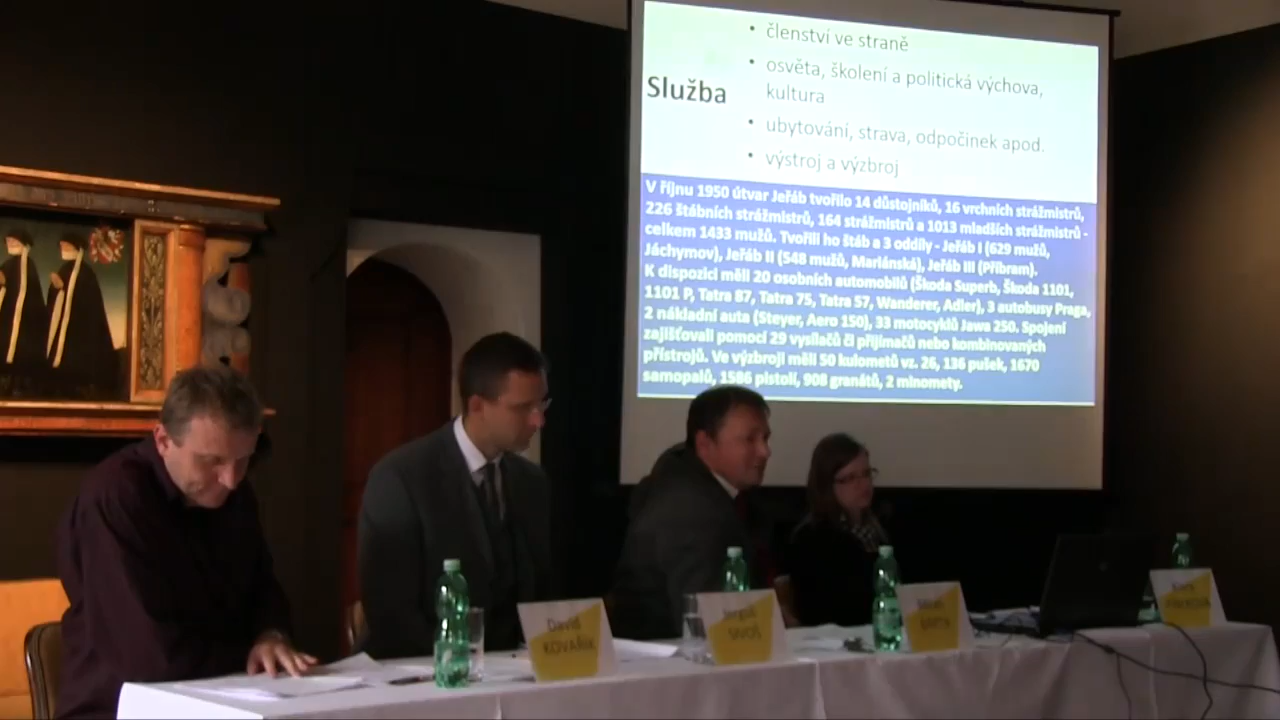 • členství ve straně
• osvěta, školení a politická výchova,
kultura
Služba
• ubytování, strava, odpočinek apod.
• výstroj a výzbroj
V říjnu 1950 útvar Jeřáb tvořilo 14 důstojníků, 16 vrchních strážmistrů,
226 štábních strážmistrů, 164 strážmistrů a 1013 mladších strážmistrů -
celkem 1433 mužů. Tvořili ho štáb a 3 oddíly - Jeřáb I (629 mužů,
Jáchymov), Jeřáb II (548 mužů, Mariánská), Jeřáb III (Příbram).
K dispozici měli 20 osobních automobilů (Škoda Superb, Škoda 1101,
1101 P, Tatra 87, Tatra 75, Tatra 57, Wanderer, Adler), 3 autobusy Praga,
2 nákladní auta (Steyer, Aero 150), 33 motocyklů Jawa 250. Spojení
zajišťovali pomocí 29 vysílačů či přijímačů nebo kombinovaných
přístrojů. Ve výzbroji měli 50 kulometů vz. 26, 136 pušek, 1670
samopalů, 1586 pistolí, 908 granátů, 2 minomety.
David
KOVAŘÍK